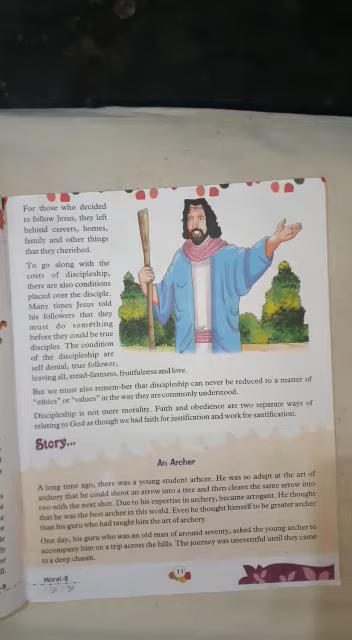 For those who decided
to follow Jesus, they left
behind careers, homes,
family and other things
that they cherished.
To go along with the
costs of discipleship,
there are also conditions
placed over the disciple.
Many times Jesus told
his followers that they
must do something
before they could be true
disciples. The condition
of the discipleship are
self denial, true follower,
leaving all, stead-fastness, fruitfulness and love.
But we must also remem-ber that discipleship can never be reduced to a matter of
"ethics" or "values" in the way they are commonly understood.
Discipleship is not mere morality. Faith and obedience are two separate ways of
relating to God as though we had faith for justification and work for santification.
Story...
An Archer
A long time ago, there was a young student arhcer. He was so adapt at the art of
archery that he could shoot an arrow into a tree and then cleave the same arrow into
two with the next shot. Due to his expertise in archery, became arrogant. He thought
that he was the best archer in this world. Even he thought himself to be greater archer
than his guru who had taught him the art of archery.
One day, his guru who was an old man of around seventy, asked the young archer to
accompany him on a trip across the hills. The journey was uneventful until they came
to a deep chasm.
Moral-8
11